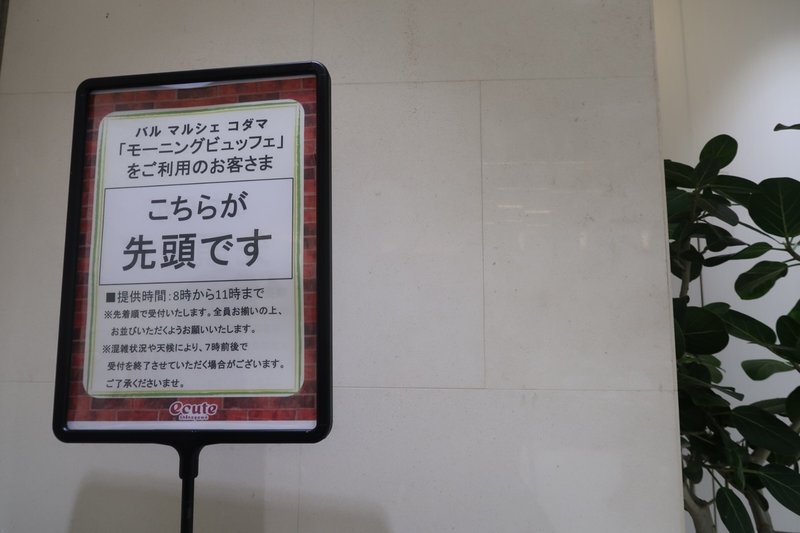 バル マルシェ コダマ
「モーニングビュッフェ」
をご利用のお客さま
こちらが
先頭です
■提供時間：8時から11時まで
※先着順で受付いたします。全員お揃いの上、
お並びいただくようお願いいたします。
※混雑状況や天候により、7時前後で
受付を終了させていただく場合がございます。
ご了承くださいませ。
ecute